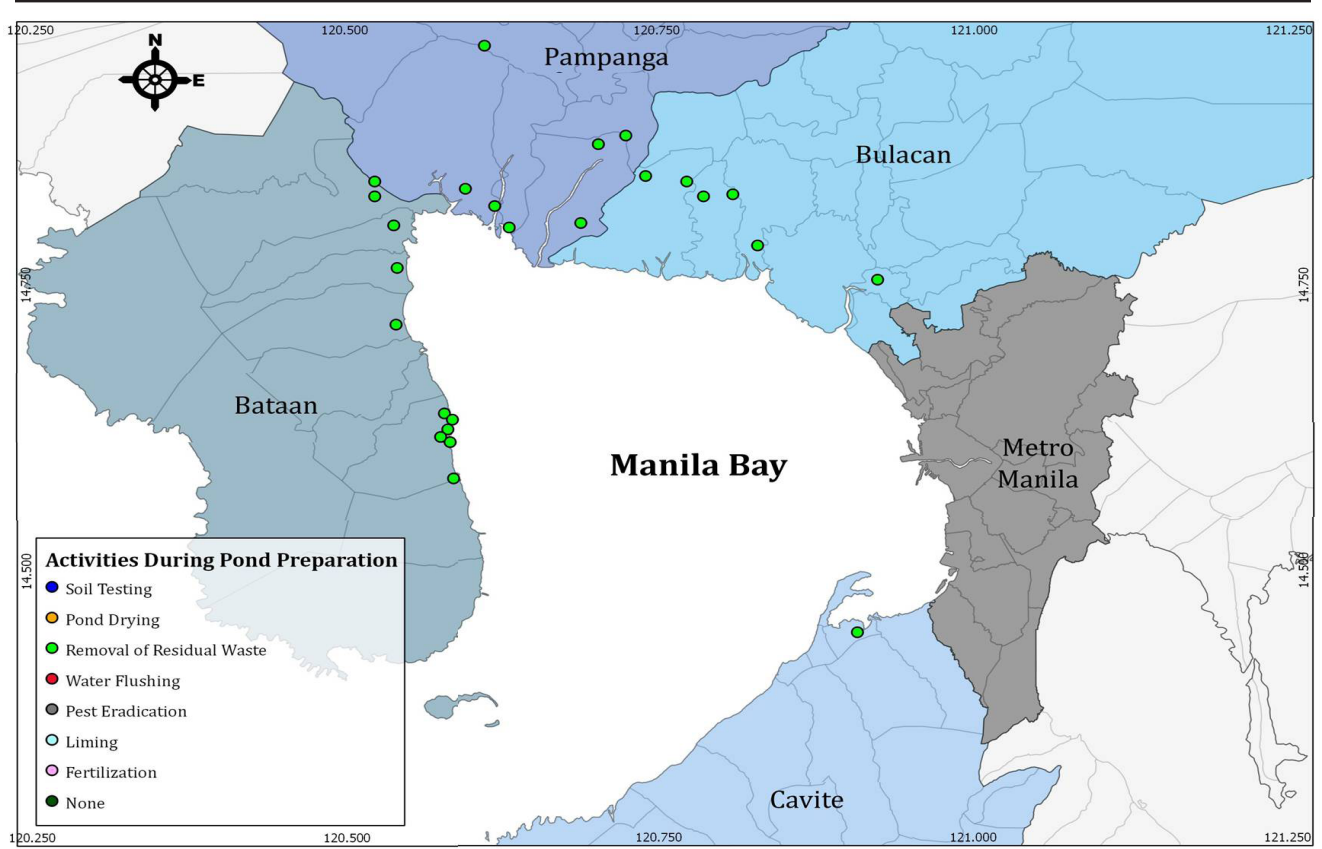 120.250 120.500 120.750 121.000 121.250
N
E
Pampanga
Bulacan
14.750 14.750
Bataan
Metro
Manila
Manila Bay
14.500 14.500
Activities During Pond Preparation
Soil Testing
Pond Drying
Removal of Residual Waste
Water Flushing
Pest Eradication
Liming
Fertilization
None
Cavite
120.250 120.500 120.750 121.000 121.250